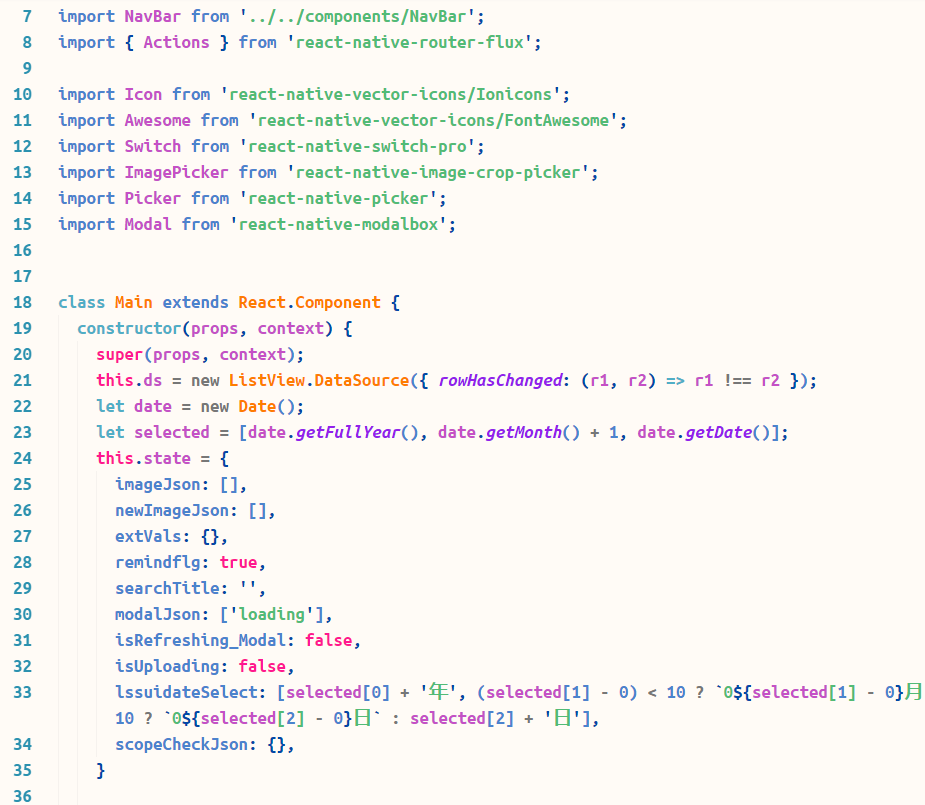 7 import NavBar from '../../components/NavBar';
8 import { Actions } from 'react-native-router-flux';
9
10 import Icon from 'react-native-vector-icons/Ionicons';
11 import Awesome from 'react-native-vector-icons/FontAwesome';
12 import Switch from 'react-native-switch-pro';
13 import ImagePicker from 'react-native-image-crop-picker';
14 import Picker from 'react-native-picker';
15 import Modal from 'react-native-modalbox';
16
17
18 class Main extends React.Component {
19   constructor(props, context) {
20     super(props, context);
21     this.ds = new ListView.DataSource({ rowHasChanged: (r1, r2) => r1 !== r2 });
22     let date = new Date();
23     let selected = [date.getFullYear(), date.getMonth() + 1, date.getDate()];
24     this.state = {
25       imageJson: [],
26       newImageJson: [],
27       extVals: {},
28       remindflg: true,
29       searchTitle: '',
30       modalJson: ['loading'],
31       isRefreshing_Modal: false,
32       isUploading: false,
33       lssuidateSelect: [selected[0] + '年', (selected[1] - 0) < 10 ? `0${selected[1] - 0}月
      10 ? `0${selected[2] - 0}日` : selected[2] + '日'],
34       scopeCheckJson: {},
35     }
36